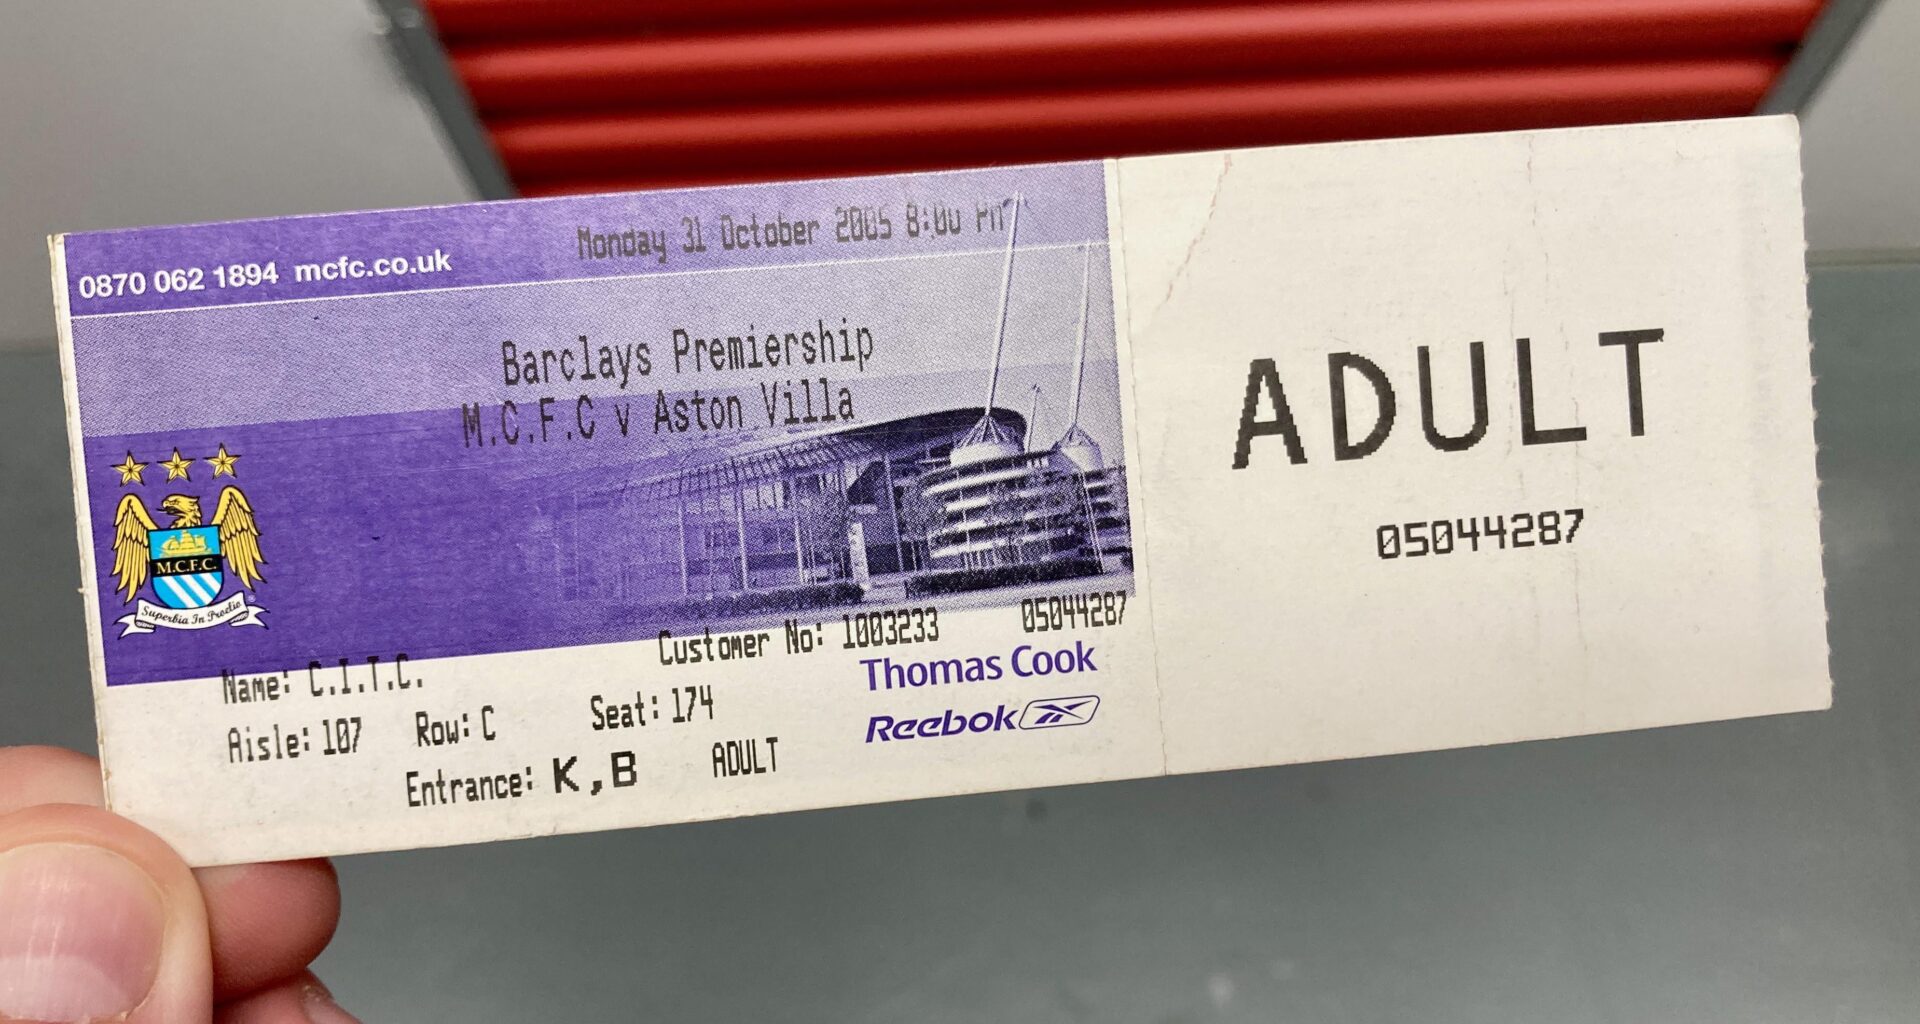 0870 062 1894 mcfc.co.uk
Monday 31 October 2005 8:00 PM
Barclays Premiership
M.C.F.C v Aston Villa
M.C.F.C.
Superbia In Proelio
Customer No: 1003233 05044287
Name: C.I.T.C.
Thomas Cook
Aisle: 107 Row: C Seat: 174
Reebok
Entrance: K,B ADULT
ADULT
05044287